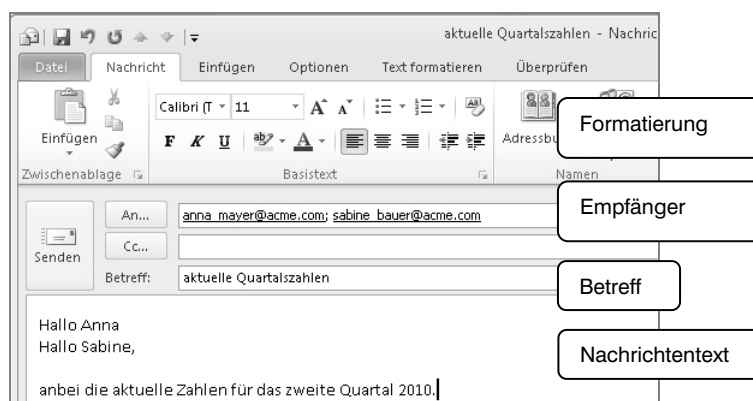 aktuelle Quartalszahlen - Nachric
Datei Nachricht Einfügen Optionen Text formatieren Überprüfen
Calibri (T 11
Einfügen
F K U
Adressbu
Zwischenablage Basistext Namen
Formatierung
An... anna_mayer@acme.com; sabine_bauer@acme.com
Empfänger
Cc...
Senden
Betreff: aktuelle Quartalszahlen
Betreff
Hallo Anna
Hallo Sabine,
Nachrichtentext
anbei die aktuelle Zahlen für das zweite Quartal 2010.